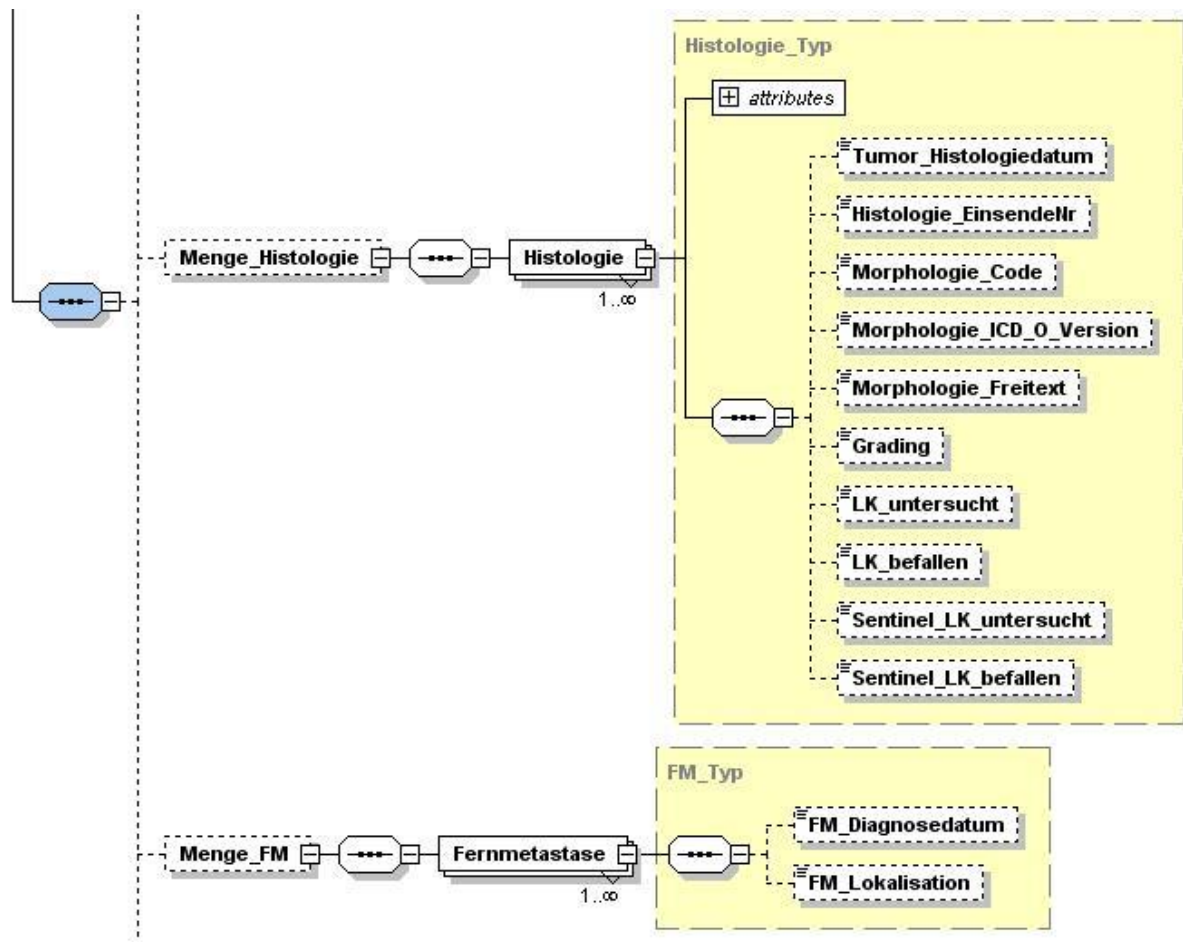 Histologie_Typ
attributes
Tumor_Histologiedatum
Histologie_EinsendeNr
Morphologie_Code
Morphologie_ICD_O_Version
Morphologie_Freitext
Grading
LK_untersucht
LK_befallen
Sentinel_LK_untersucht
Sentinel_LK_befallen
Menge_Histologie
Histologie
1..∞
FM_Typ
FM_Diagnosedatum
FM_Lokalisation
Menge_FM
Fernmetastase
1..∞